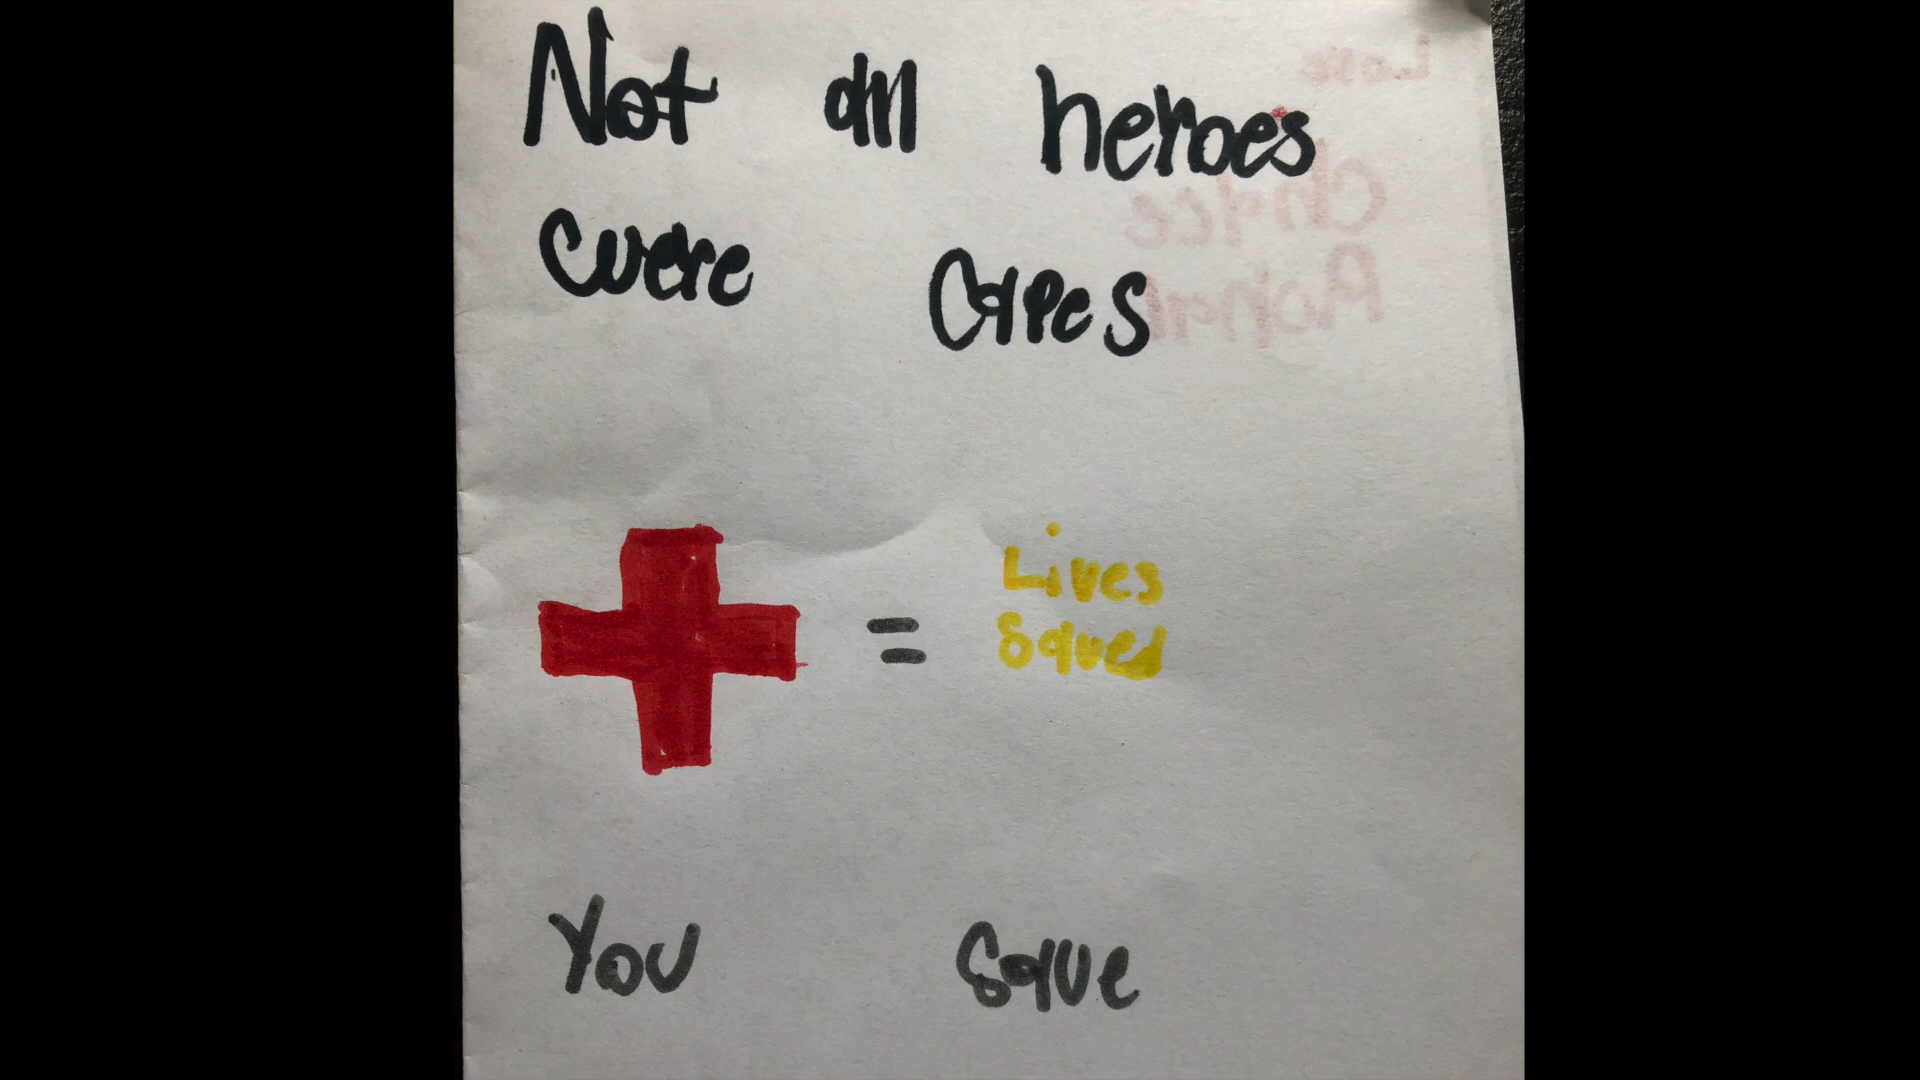 Not all heroes
were capes
= Lives
Saved
You save